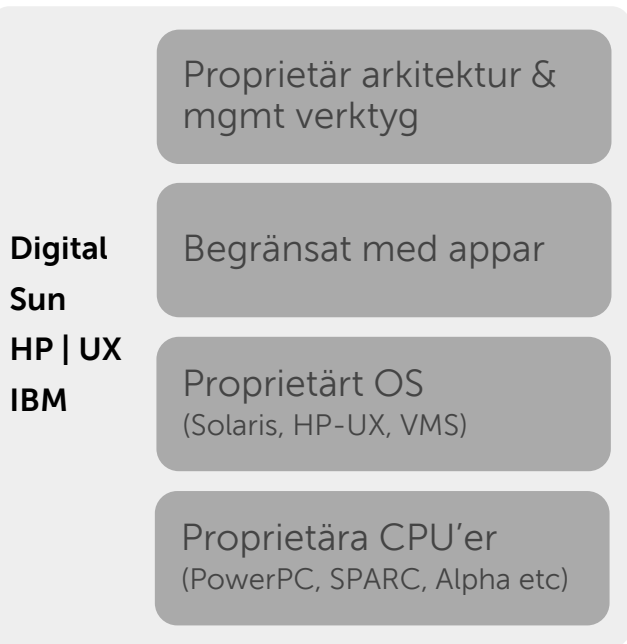 Proprietär arkitektur &
mgmt verktyg
Digital
Sun
HP | UX
IBM
Begränsat med appar
Proprietärt OS
(Solaris, HP-UX, VMS)
Proprietära CPU’er
(PowerPC, SPARC, Alpha etc)